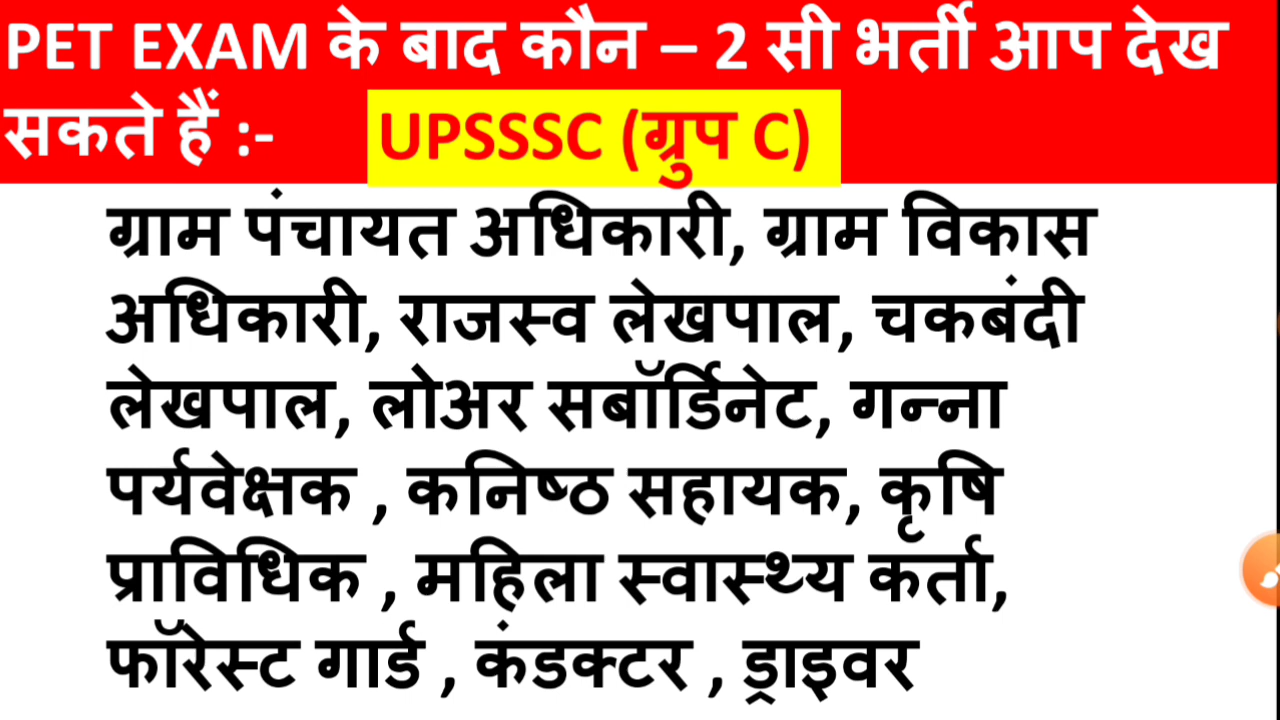 PET EXAM के बाद कौन – 2 सी भर्ती आप देख
सकते हैं :- UPSSSC (ग्रुप C)
ग्राम पंचायत अधिकारी, ग्राम विकास
अधिकारी, राजस्व लेखपाल, चकबंदी
लेखपाल, लोअर सबॉर्डिनेट, गन्ना
पर्यवेक्षक , कनिष्ठ सहायक, कृषि
प्राविधिक , महिला स्वास्थ्य कर्ता,
फॉरेस्ट गार्ड , कंडक्टर , ड्राइवर